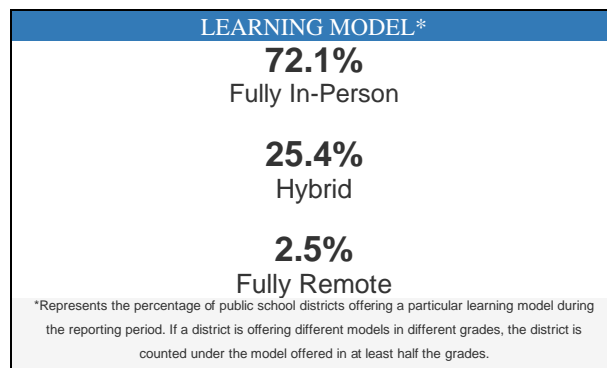 LEARNING MODEL*
72.1%
Fully In-Person
25.4%
Hybrid
2.5%
Fully Remote
*Represents the percentage of public school districts offering a particular learning model during
the reporting period. If a district is offering different models in different grades, the district is
counted under the model offered in at least half the grades.